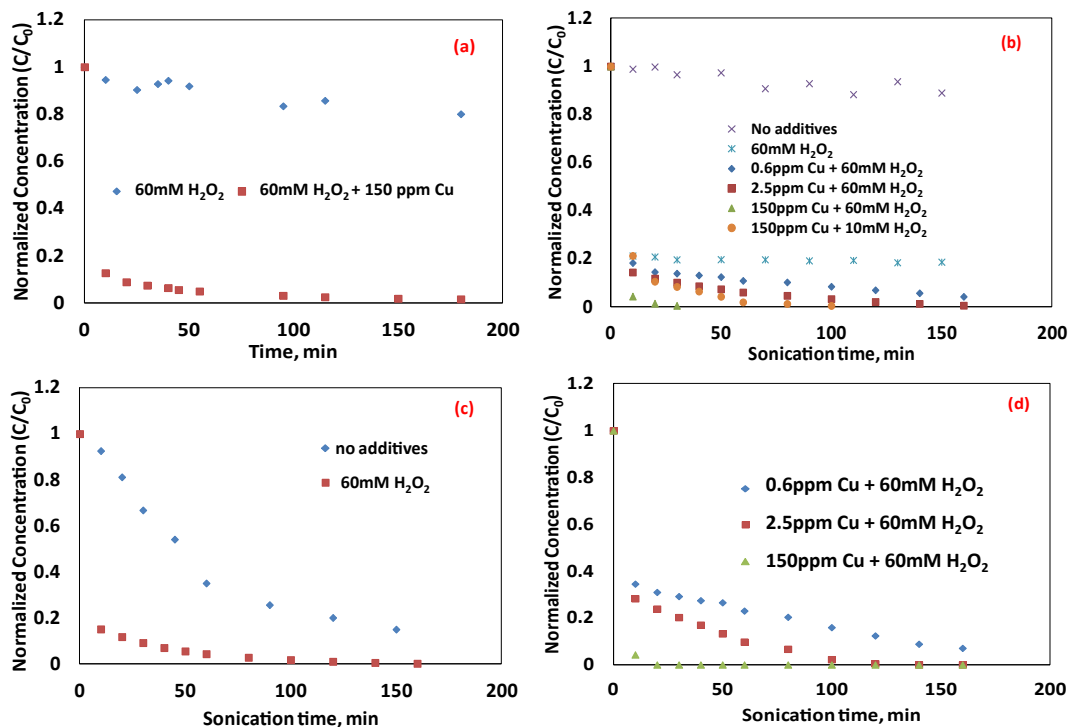 (a)
Normalized Concentration (C/C₀)
1.2
1
0.8
0.6
0.4
0.2
0
60mM H₂O₂
60mM H₂O₂ + 150 ppm Cu
0
50
100
150
200
Time, min
(b)
Normalized Concentration (C/C₀)
1.2
1
0.8
0.6
0.4
0.2
0
No additives
60mM H₂O₂
0.6ppm Cu + 60mM H₂O₂
2.5ppm Cu + 60mM H₂O₂
150ppm Cu + 60mM H₂O₂
150ppm Cu + 10mM H₂O₂
0
50
100
150
200
Sonication time, min
(c)
Normalized Concentration (C/C₀)
1.2
1
0.8
0.6
0.4
0.2
0
no additives
60mM H₂O₂
0
50
100
150
200
Sonication time, min
(d)
Normalized Concentration (C/C₀)
1.2
1
0.8
0.6
0.4
0.2
0
0.6ppm Cu + 60mM H₂O₂
2.5ppm Cu + 60mM H₂O₂
150ppm Cu + 60mM H₂O₂
0
50
100
150
200
Sonication time, min